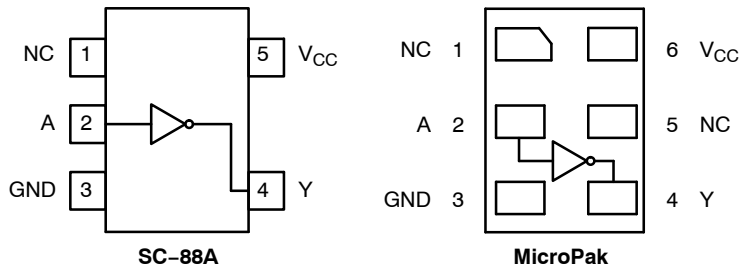 NC 1 5 VCC
A 2
GND 3 4 Y
SC–88A
NC 1 6 VCC
A 2 5 NC
GND 3 4 Y
MicroPak